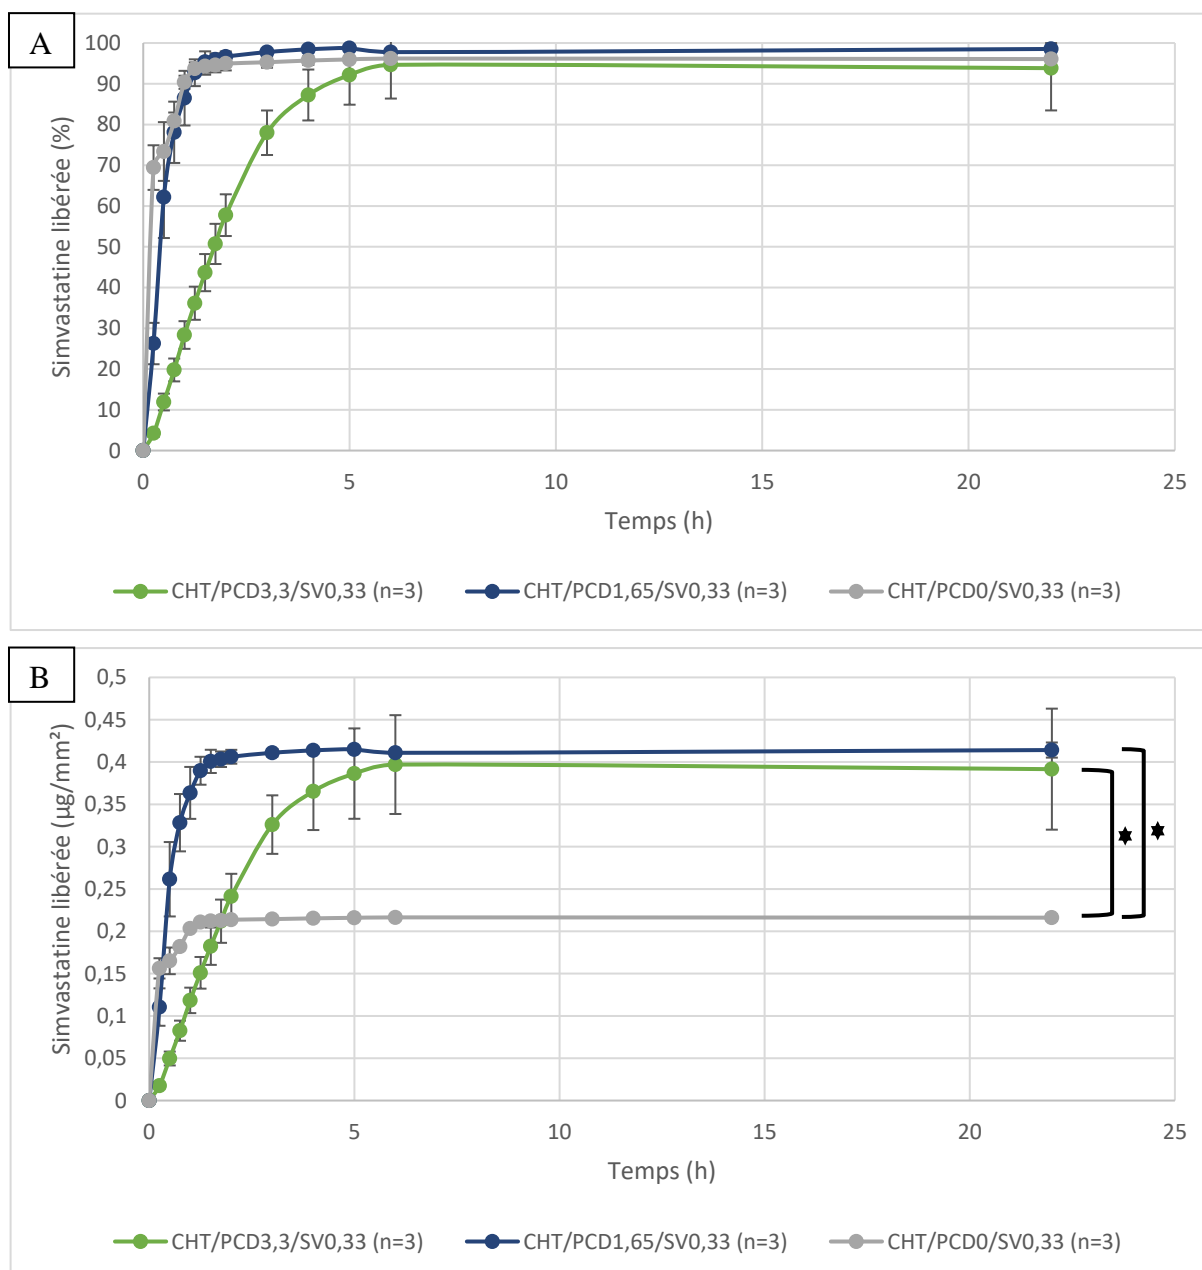 A
100
90
80
70
60
50
40
30
20
10
0
Simvastatine libérée (%)
0 5 10 15 20 25
Temps (h)
CHT/PCD3,3/SV0,33 (n=3) CHT/PCD1,65/SV0,33 (n=3) CHT/PCD0/SV0,33 (n=3)
B
0,5
0,45
0,4
0,35
0,3
0,25
0,2
0,15
0,1
0,05
0
Simvastatine libérée (µg/mm²)
0 5 10 15 20 25
Temps (h)
CHT/PCD3,3/SV0,33 (n=3) CHT/PCD1,65/SV0,33 (n=3) CHT/PCD0/SV0,33 (n=3)